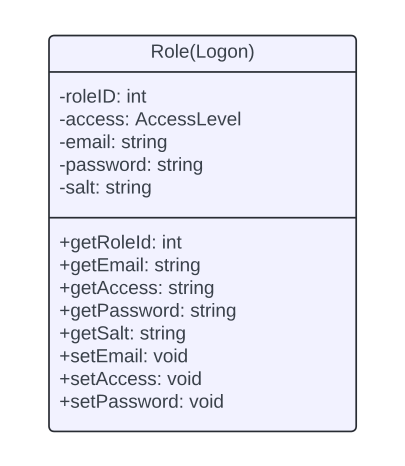 Role(Logon)
-roleID: int
-access: AccessLevel
-email: string
-password: string
-salt: string
+getRoleId: int
+getEmail: string
+getAccess: string
+getPassword: string
+getSalt: string
+setEmail: void
+setAccess: void
+setPassword: void